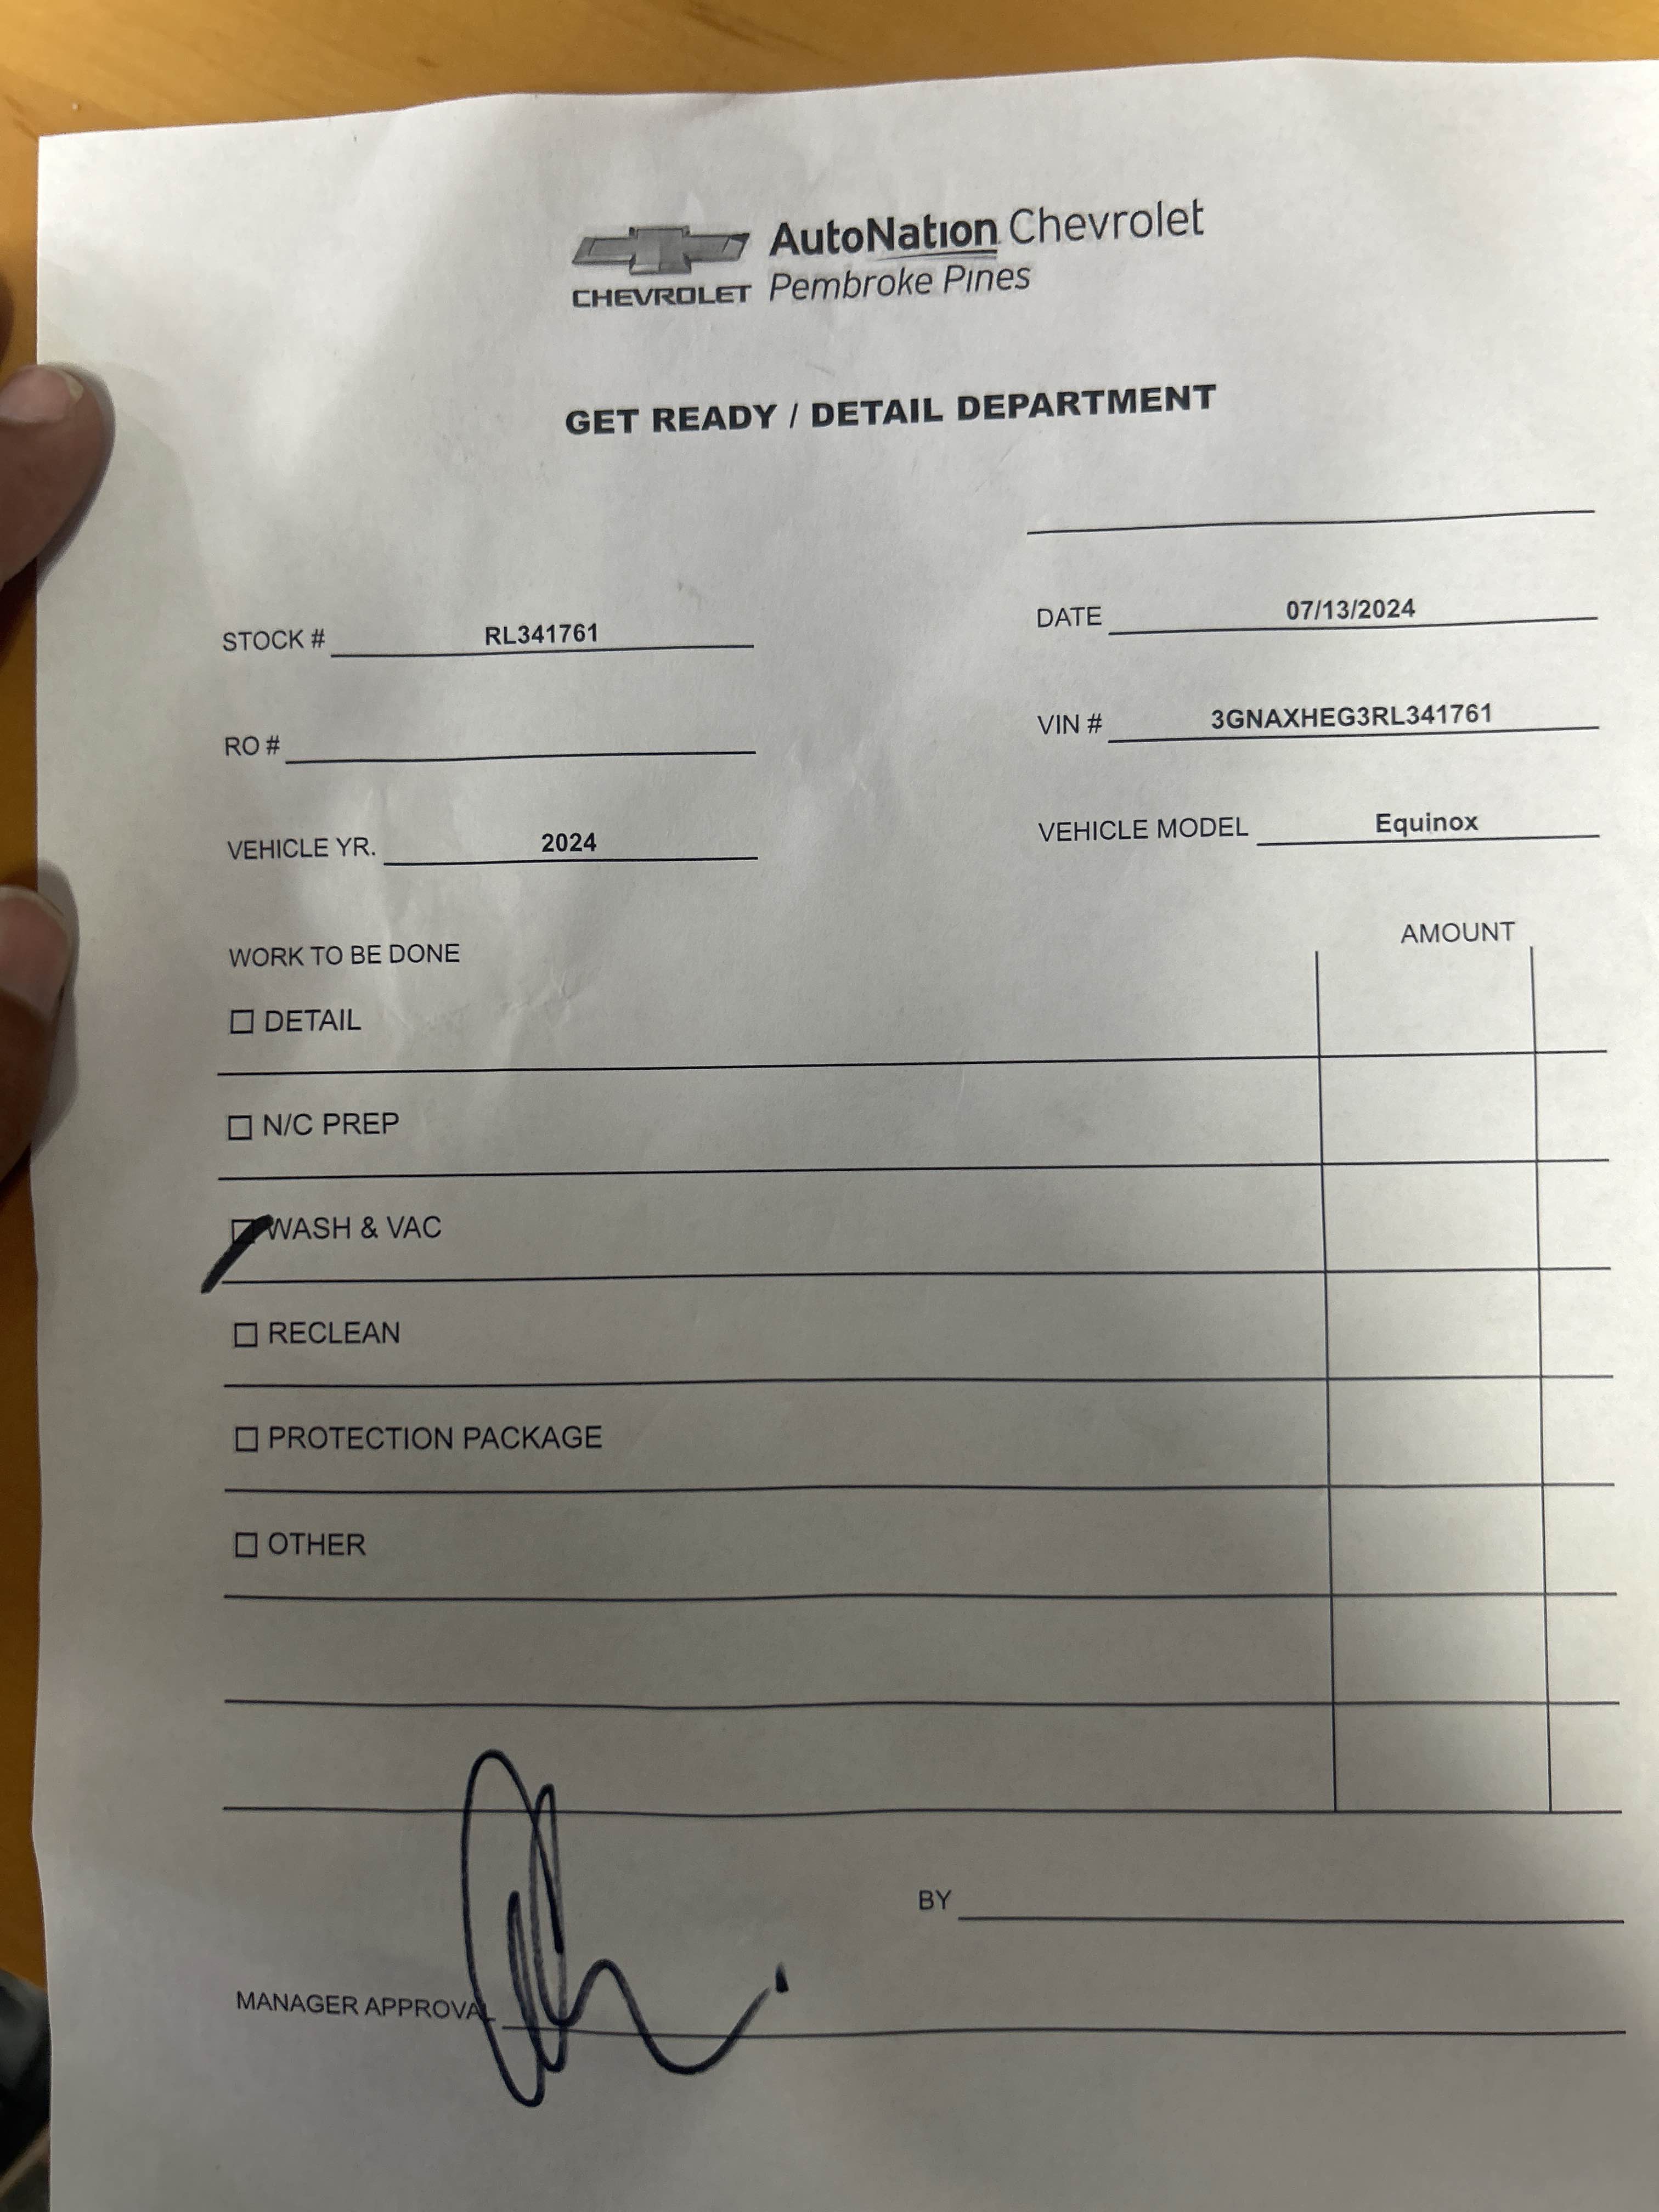 AutoNation Chevrolet
CHEVROLET Pembroke Pines
GET READY / DETAIL DEPARTMENT
STOCK # RL341761
DATE 07/13/2024
RO #
VIN # 3GNAXHEG3RL341761
VEHICLE YR. 2024
VEHICLE MODEL Equinox
WORK TO BE DONE
AMOUNT
DETAIL
N/C PREP
WASH & VAC
RECLEAN
PROTECTION PACKAGE
OTHER
BY
MANAGER APPROVAL